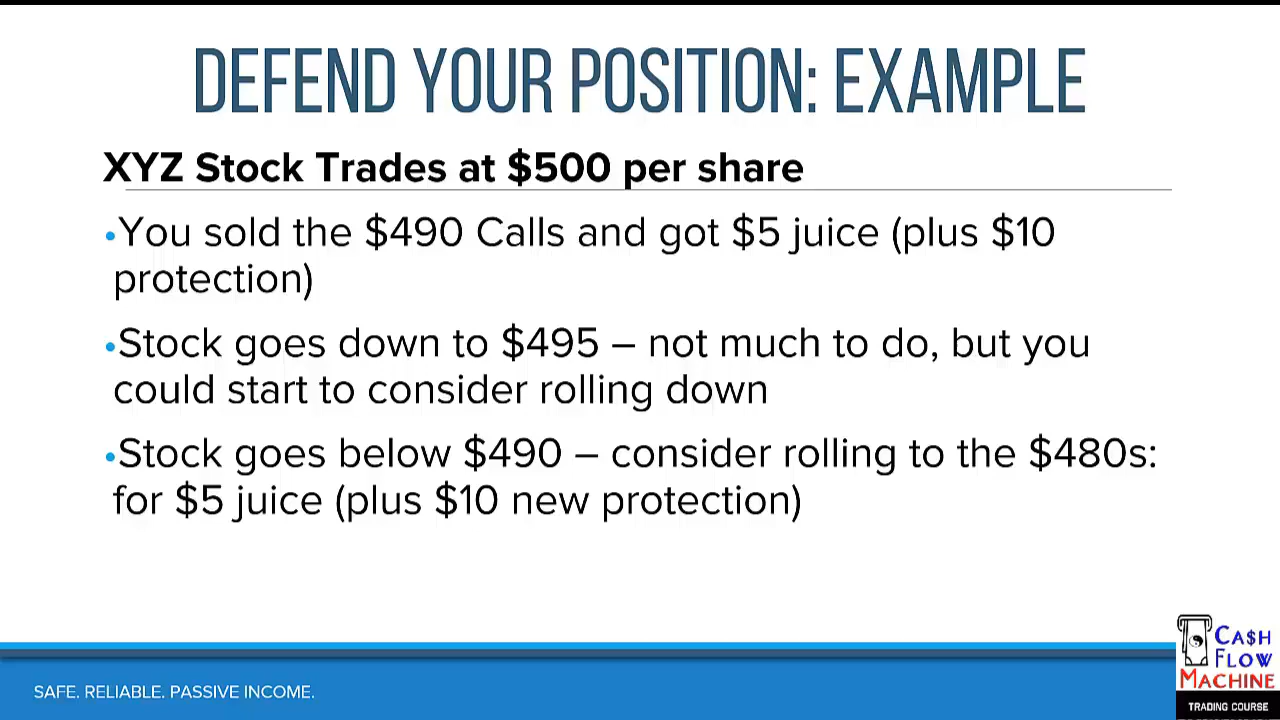 DEFEND YOUR POSITION: EXAMPLE
XYZ Stock Trades at $500 per share
•You sold the $490 Calls and got $5 juice (plus $10
protection)
•Stock goes down to $495 – not much to do, but you
could start to consider rolling down
•Stock goes below $490 – consider rolling to the $480s:
for $5 juice (plus $10 new protection)
SAFE. RELIABLE. PASSIVE INCOME.
CA$H
FLOW
MACHINE
TRADING COURSE